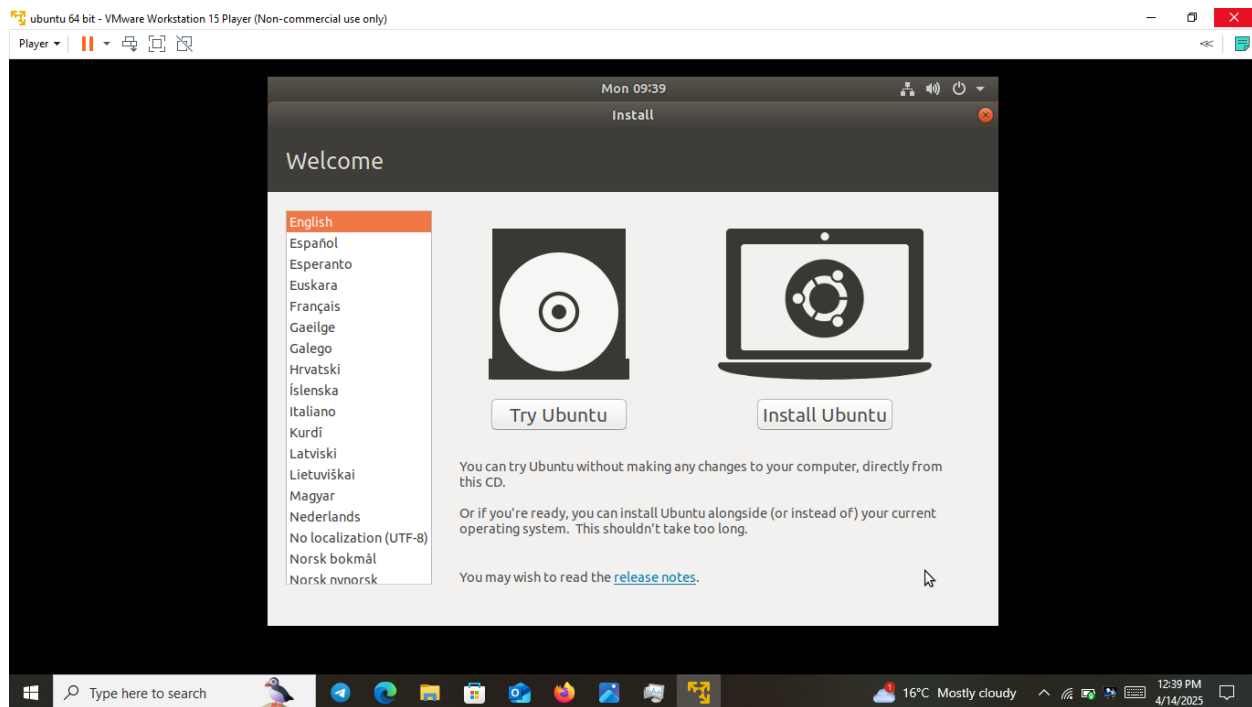 ubuntu 64 bit - VMware Workstation 15 Player (Non-commercial use only)
Player
Mon 09:39
Install
Welcome
English
Español
Esperanto
Euskara
Français
Gaeilge
Galego
Hrvatski
Íslenska
Italiano
Kurdî
Latviski
Lietuviškai
Magyar
Nederlands
No localization (UTF-8)
Norsk bokmål
Norsk nynorsk
Try Ubuntu
Install Ubuntu
You can try Ubuntu without making any changes to your computer, directly from
this CD.
Or if you're ready, you can install Ubuntu alongside (or instead of) your current
operating system. This shouldn't take too long.
You may wish to read the release notes.
Type here to search
16°C Mostly cloudy
12:39 PM
4/14/2025